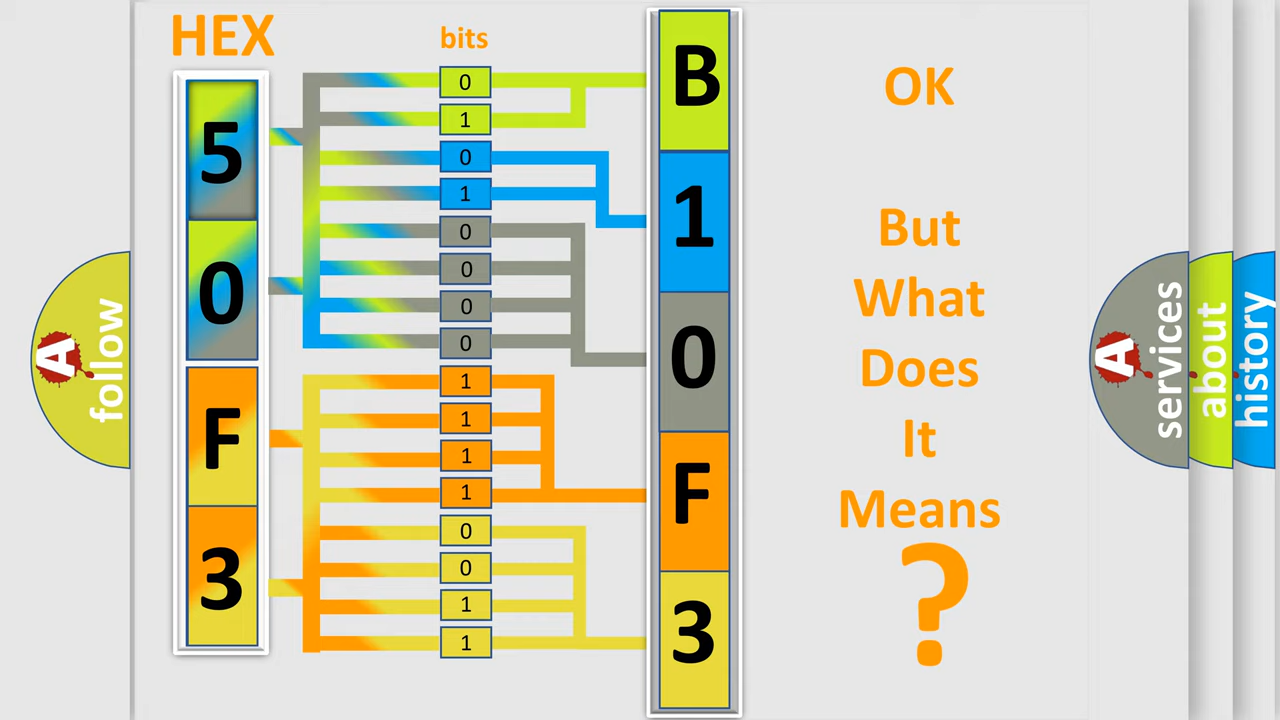 HEX
bits
5
0
F
3
0
1
0
1
0
0
0
0
1
1
1
1
0
0
1
1
B
1
0
F
3
OK
But
What
Does
It
Means
?
A
follow
A
services
about
history